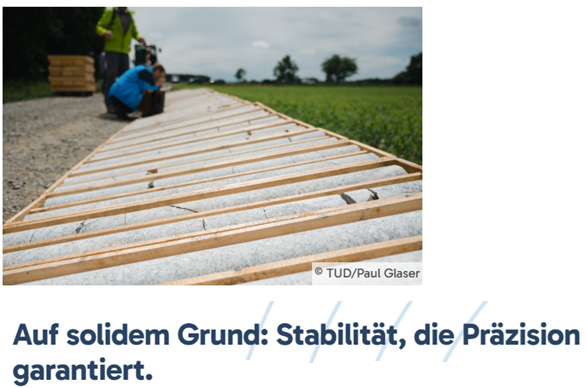 © TUD/Paul Glaser
Auf solidem Grund: Stabilität, die Präzision
garantiert.